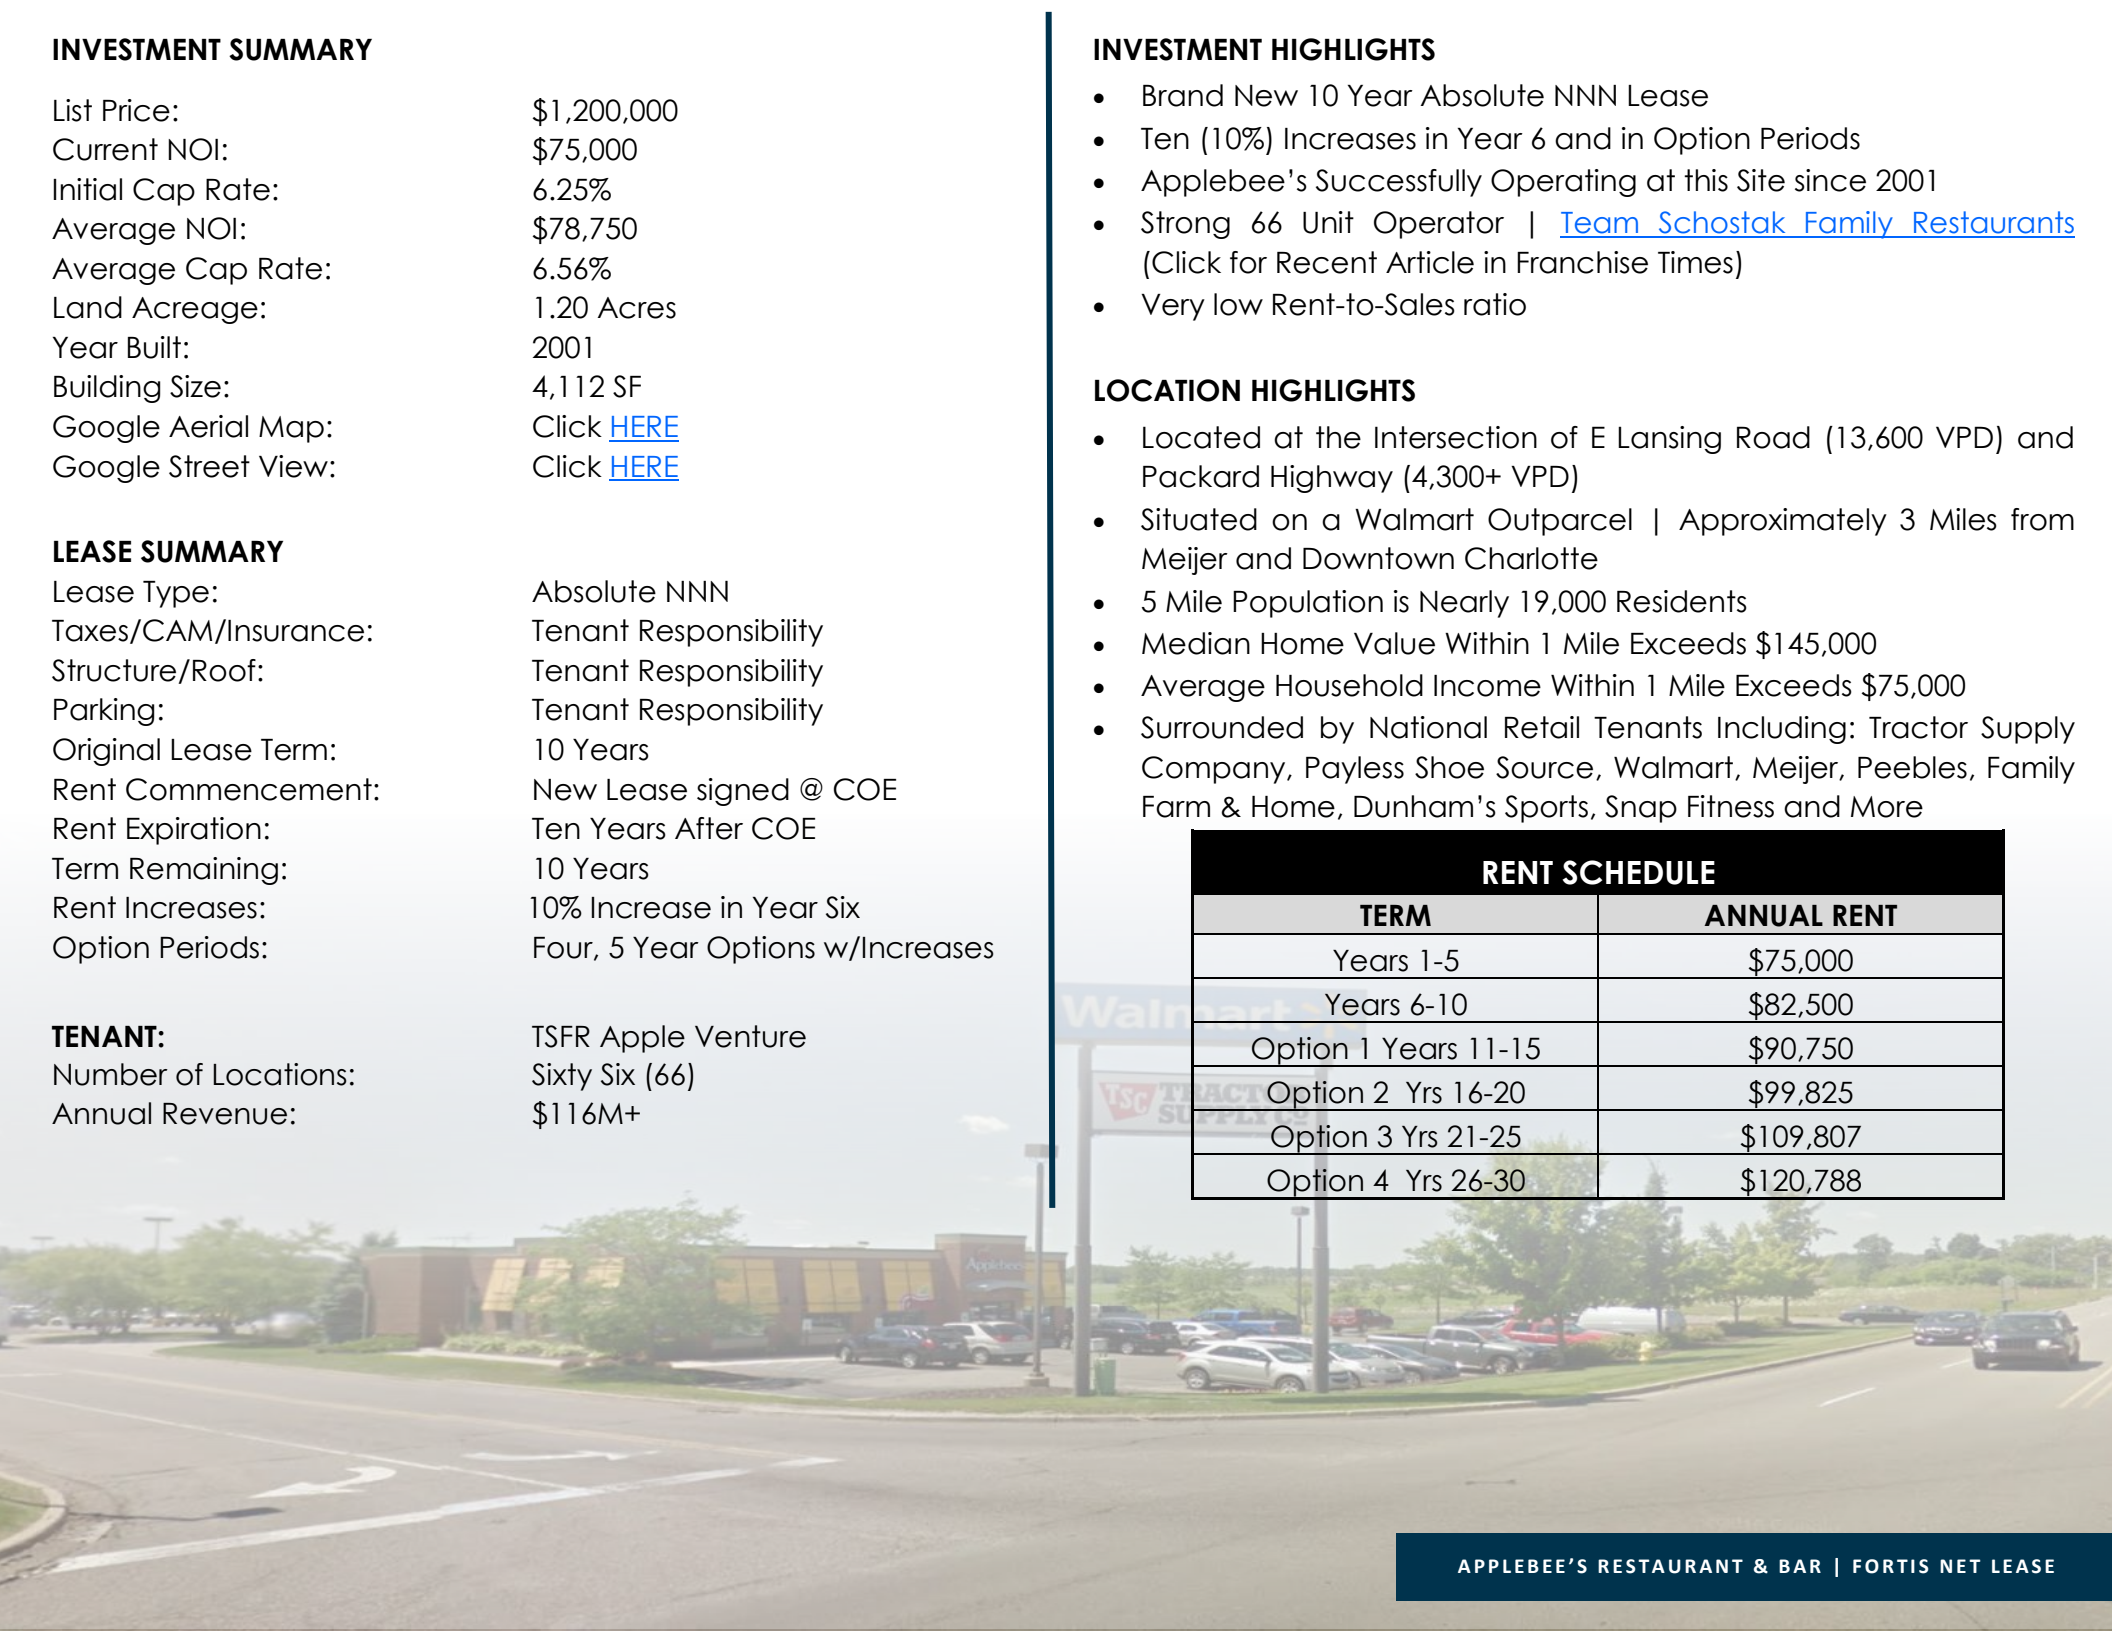 INVESTMENT SUMMARY
List Price: $1,200,000
Current NOI: $75,000
Initial Cap Rate: 6.25%
Average NOI: $78,750
Average Cap Rate: 6.56%
Land Acreage: 1.20 Acres
Year Built: 2001
Building Size: 4,112 SF
Google Aerial Map: Click HERE
Google Street View: Click HERE
LEASE SUMMARY
Lease Type: Absolute NNN
Taxes/CAM/Insurance: Tenant Responsibility
Structure/Roof: Tenant Responsibility
Parking: Tenant Responsibility
Original Lease Term: 10 Years
Rent Commencement: New Lease signed @ COE
Rent Expiration: Ten Years After COE
Term Remaining: 10 Years
Rent Increases: 10% Increase in Year Six
Option Periods: Four, 5 Year Options w/Increases
TENANT: TSFR Apple Venture
Number of Locations: Sixty Six (66)
Annual Revenue: $116M+
INVESTMENT HIGHLIGHTS
• Brand New 10 Year Absolute NNN Lease
• Ten (10%) Increases in Year 6 and in Option Periods
• Applebee’s Successfully Operating at this Site since 2001
• Strong 66 Unit Operator | Team Schostak Family Restaurants
(Click for Recent Article in Franchise Times)
• Very low Rent-to-Sales ratio
LOCATION HIGHLIGHTS
• Located at the Intersection of E Lansing Road (13,600 VPD) and
Packard Highway (4,300+ VPD)
• Situated on a Walmart Outparcel | Approximately 3 Miles from
Meijer and Downtown Charlotte
• 5 Mile Population is Nearly 19,000 Residents
• Median Home Value Within 1 Mile Exceeds $145,000
• Average Household Income Within 1 Mile Exceeds $75,000
• Surrounded by National Retail Tenants Including: Tractor Supply
Company, Payless Shoe Source, Walmart, Meijer, Peebles, Family
Farm & Home, Dunham’s Sports, Snap Fitness and More
RENT SCHEDULE
TERM ANNUAL RENT
Years 1-5 $75,000
Years 6-10 $82,500
Option 1 Years 11-15 $90,750
Option 2 Yrs 16-20 $99,825
Option 3 Yrs 21-25 $109,807
Option 4 Yrs 26-30 $120,788
Walmart
TSC TRACTOR
SUPPLY CO
Applebee's
APPLEBEE’S RESTAURANT & BAR | FORTIS NET LEASE